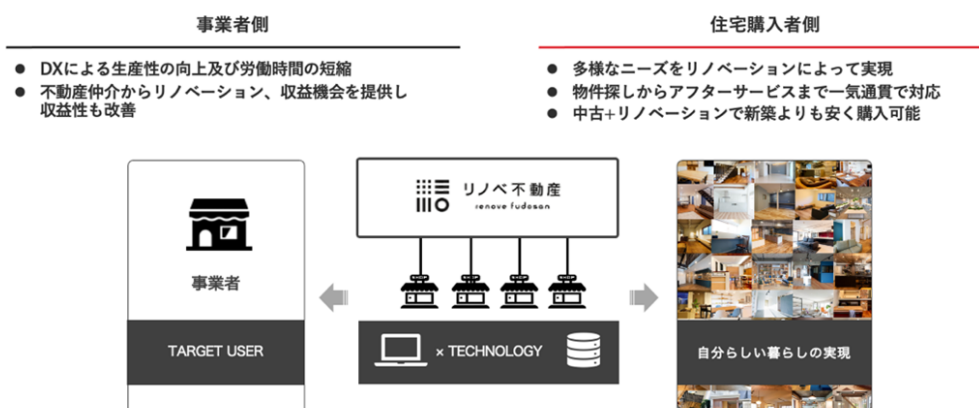 事業者側
● DXによる生産性の向上及び労働時間の短縮
● 不動産仲介からリノベーション、収益機会を提供し
収益性も改善
住宅購入者側
● 多様なニーズをリノベーションによって実現
● 物件探しからアフターサービスまで一気通貫で対応
● 中古+リノベーションで新築よりも安く購入可能
事業者
TARGET USER
リノベ不動産
renove fudosan
SHOP SHOP SHOP SHOP
× TECHNOLOGY
自分らしい暮らしの実現